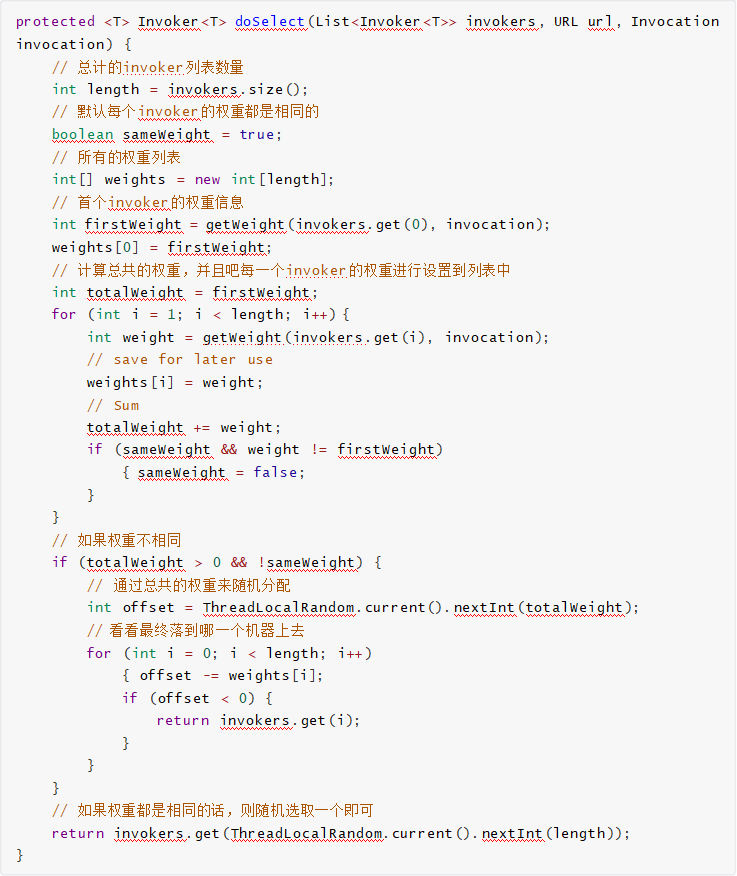 protected <T> Invoker<T> doSelect(List<Invoker<T>> invokers, URL url, Invocation
invocation) {
    // 总计的invoker列表数量
    int length = invokers.size();
    // 默认每个invoker的权重都是相同的
    boolean sameWeight = true;
    // 所有的权重列表
    int[] weights = new int[length];
    // 首个invoker的权重信息
    int firstWeight = getWeight(invokers.get(0), invocation);
    weights[0] = firstWeight;
    // 计算总共的权重，并且吧每一个invoker的权重进行设置到列表中
    int totalWeight = firstWeight;
    for (int i = 1; i < length; i++) {
        int weight = getWeight(invokers.get(i), invocation);
        // save for later use
        weights[i] = weight;
        // Sum
        totalWeight += weight;
        if (sameWeight && weight != firstWeight)
            { sameWeight = false;
        }
    }
    // 如果权重不相同
    if (totalWeight > 0 && !sameWeight) {
        // 通过总共的权重来随机分配
        int offset = ThreadLocalRandom.current().nextInt(totalWeight);
        // 看看最终落到哪一个机器上去
        for (int i = 0; i < length; i++)
            { offset -= weights[i];
            if (offset < 0) {
                return invokers.get(i);
            }
        }
    }
    // 如果权重都是相同的话，则随机选取一个即可
    return invokers.get(ThreadLocalRandom.current().nextInt(length));
}